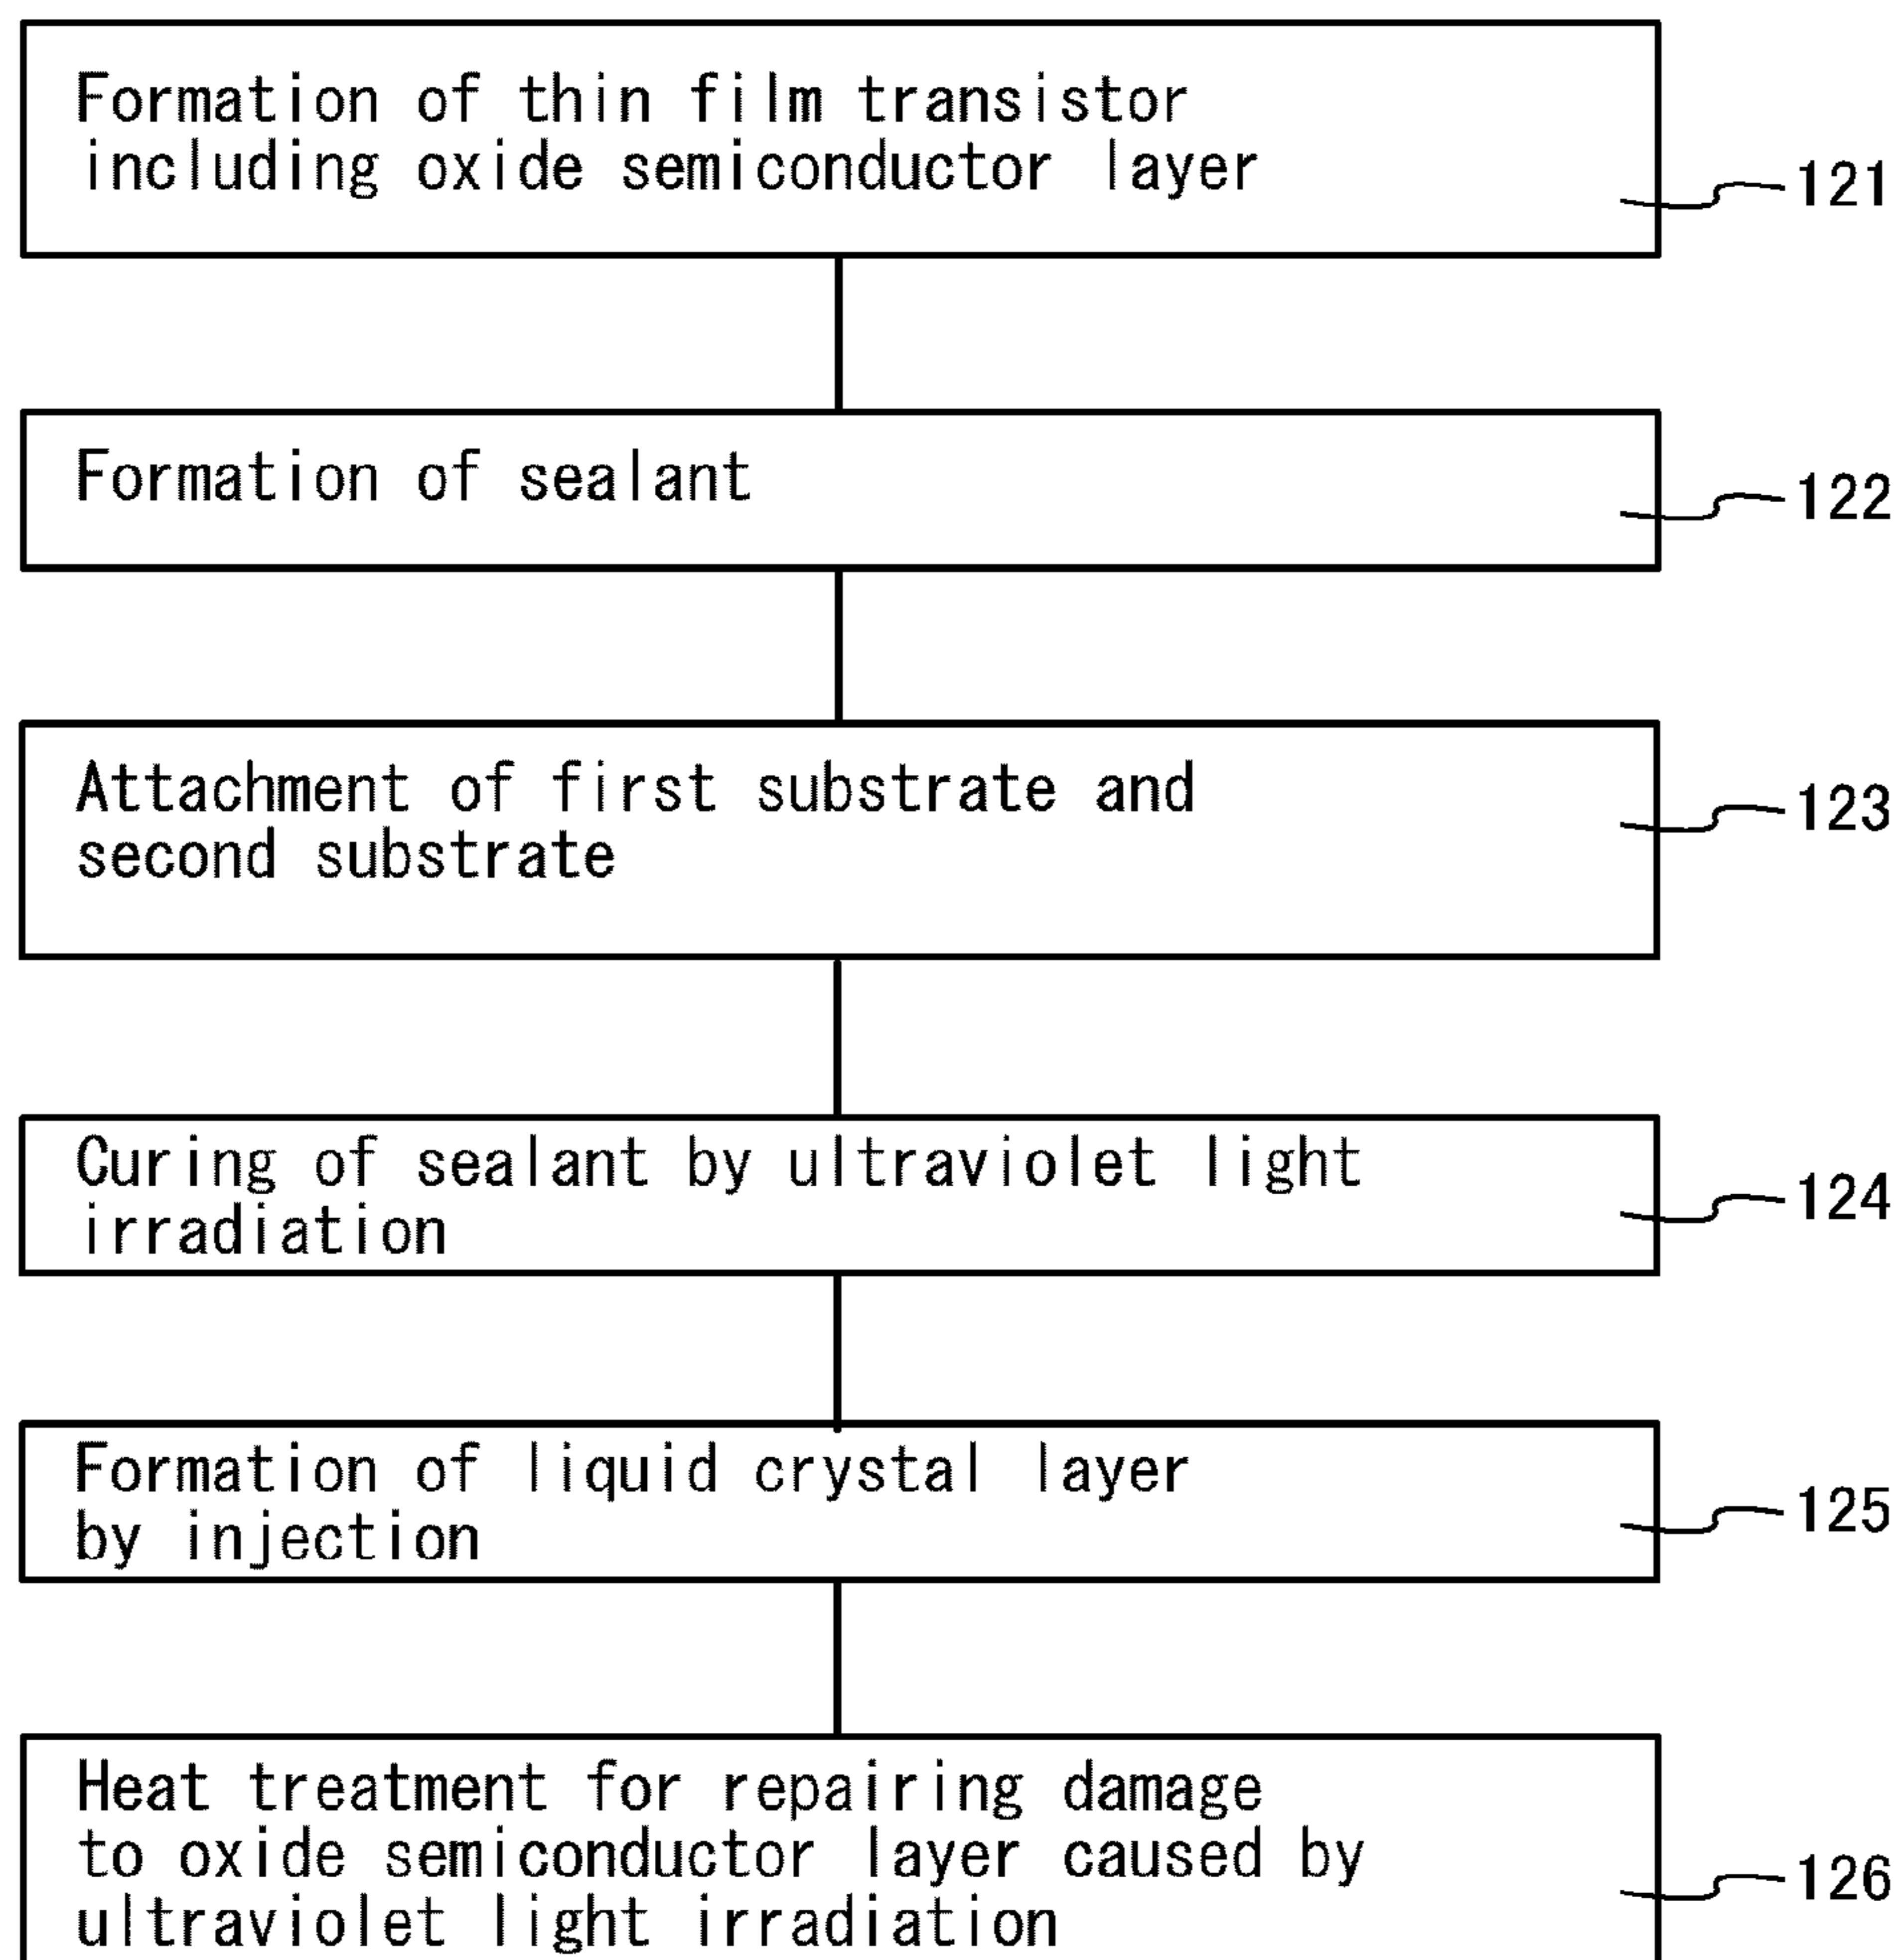 Formation of thin film transistor
including oxide semiconductor layer
121
Formation of sealant
122
Attachment of first substrate and
second substrate
123
Curing of sealant by ultraviolet light
irradiation
124
Formation of liquid crystal layer
by injection
125
Heat treatment for repairing damage
to oxide semiconductor layer caused by
ultraviolet light irradiation
126